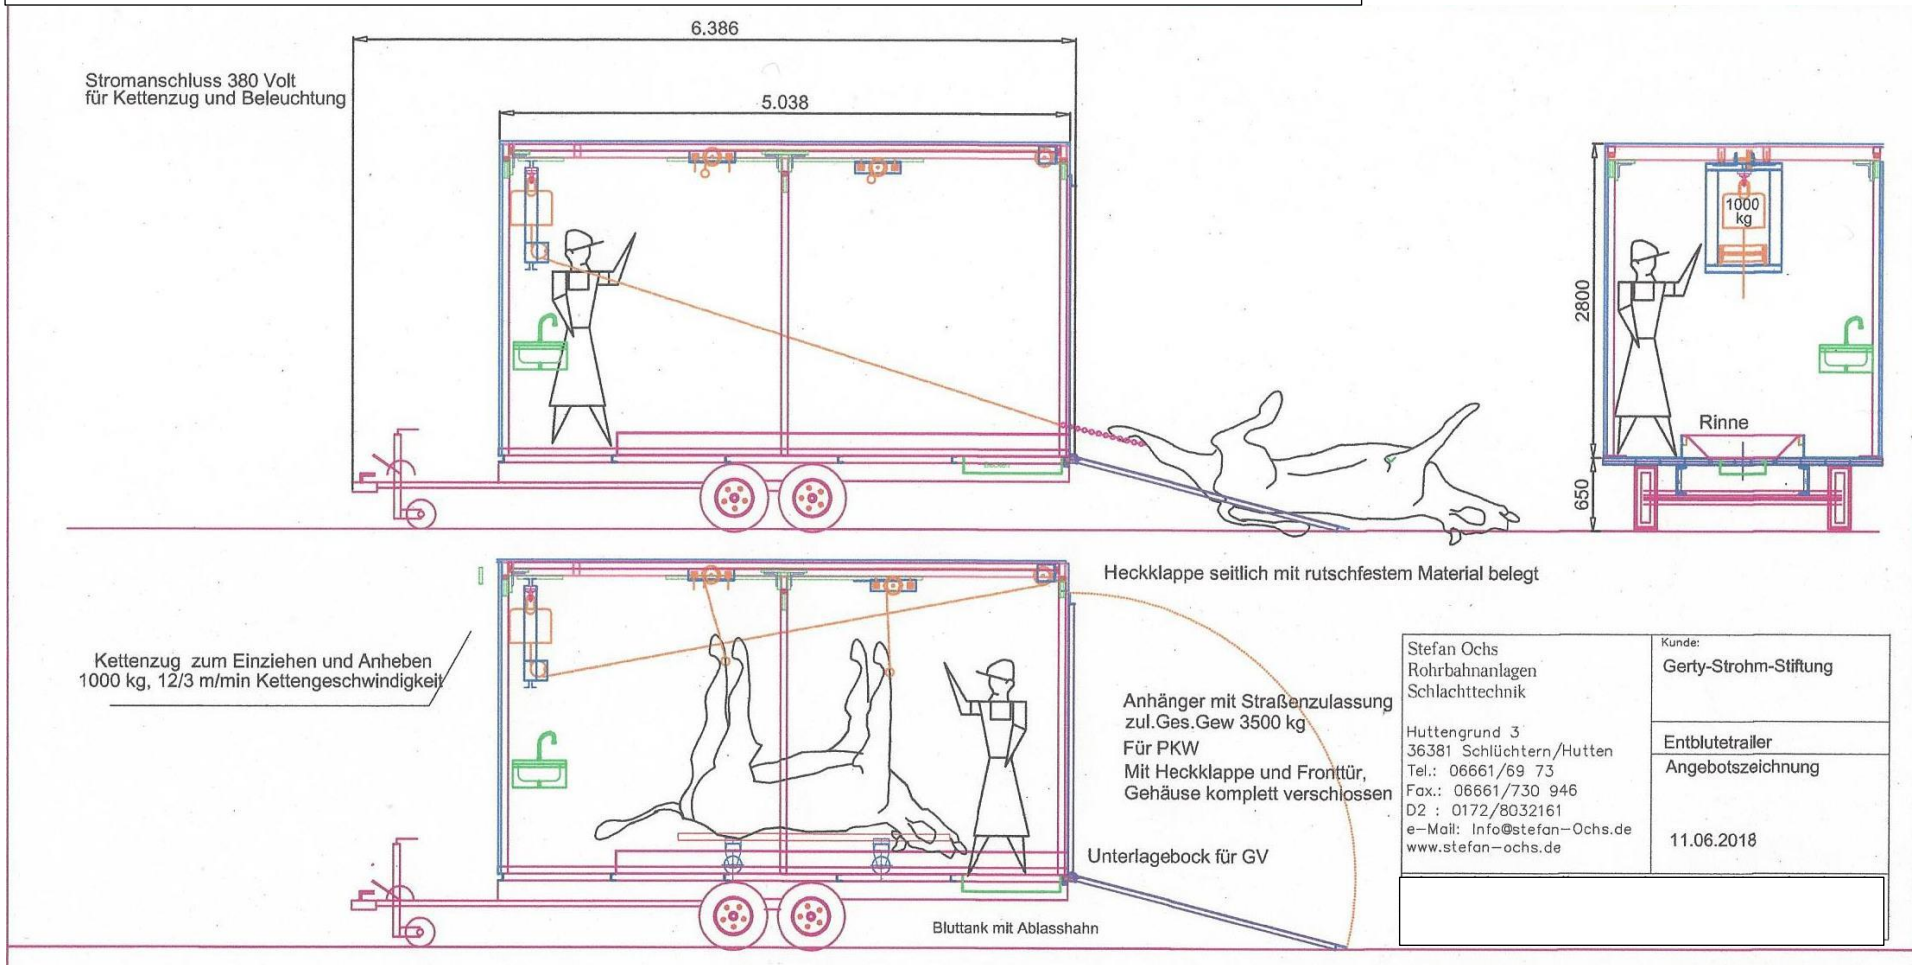 6.386
Stromanschluss 380 Volt
für Kettenzug und Beleuchtung
5.038
1000
kg
2800
Rinne
650
Heckklappe seitlich mit rutschfestem Material belegt
Kettenzug zum Einziehen und Anheben
1000 kg, 12/3 m/min Kettengeschwindigkeit
Anhänger mit Straßenzulassung
zul.Ges.Gew 3500 kg
Für PKW
Mit Heckklappe und Fronttür,
Gehäuse komplett verschlossen
Unterlagebock für GV
Bluttank mit Ablasshahn
Stefan Ochs
Rohrbahnanlagen
Schlachttechnik
Huttengrund 3
36381 Schlüchtern/Hutten
Tel.: 06661/69 73
Fax.: 06661/730 946
D2 : 0172/8032161
e-Mail: Info@stefan-Ochs.de
www.stefan-ochs.de
Kunde:
Gerty-Strohm-Stiftung
Entblutetrailer
Angebotszeichnung
11.06.2018